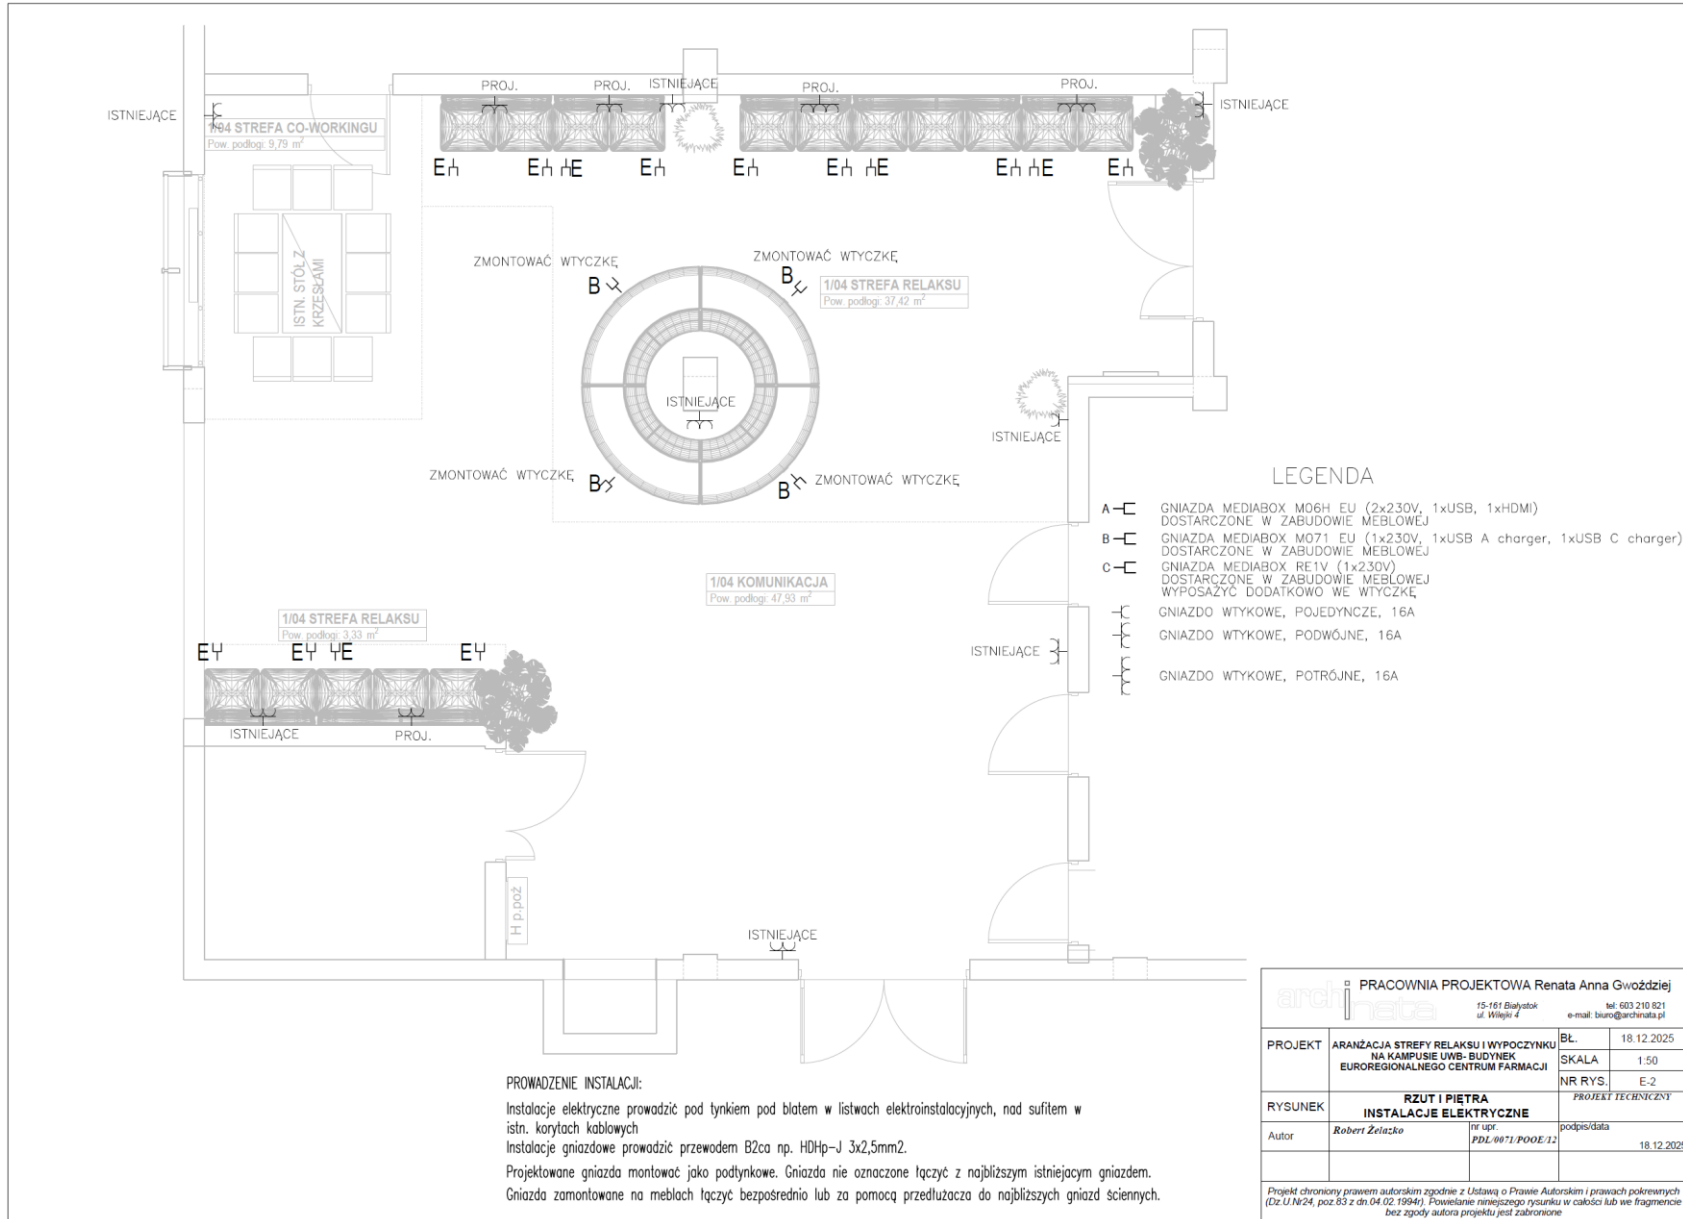 PROJ.
PROJ.
ISTNIEJĄCE
PROJ.
PROJ.
ISTNIEJĄCE
ISTNIEJĄCE
1/04 STREFA CO-WORKINGU
Pow. podłogi: 9,79 m²
E E E E E E E E E E
ISTN. STÓŁ Z
KRZESŁAMI
ZMONTOWAĆ WTYCZKĘ
B
ZMONTOWAĆ WTYCZKĘ
B
1/04 STREFA RELAKSU
Pow. podłogi: 37,42 m²
ISTNIEJĄCE
ISTNIEJĄCE
ZMONTOWAĆ WTYCZKĘ
B
B
ZMONTOWAĆ WTYCZKĘ
LEGENDA
A GNIAZDA MEDIABOX M06H EU (2x230V, 1xUSB, 1xHDMI)
DOSTARCZONE W ZABUDOWIE MEBLOWEJ
B GNIAZDA MEDIABOX M071 EU (1x230V, 1xUSB A charger, 1xUSB C charger)
DOSTARCZONE W ZABUDOWIE MEBLOWEJ
C GNIAZDA MEDIABOX RE1V (1x230V)
DOSTARCZONE W ZABUDOWIE MEBLOWEJ
WYPOSAŻYĆ DODATKOWO WE WTYCZKĘ
GNIAZDO WTYKOWE, POJEDYNCZE, 16A
GNIAZDO WTYKOWE, PODWÓJNE, 16A
GNIAZDO WTYKOWE, POTRÓJNE, 16A
1/04 KOMUNIKACJA
Pow. podłogi: 47,93 m²
1/04 STREFA RELAKSU
Pow. podłogi: 3,33 m²
E E E E
ISTNIEJĄCE
ISTNIEJĄCE
PROJ.
H p.poż
ISTNIEJĄCE
PROWADZENIE INSTALACJI:
Instalacje elektryczne prowadzić pod tynkiem pod blatem w listwach elektroinstalacyjnych, nad sufitem w
istn. korytach kablowych
Instalacje gniazdowe prowadzić przewodem B2ca np. HDHp-J 3x2,5mm2.
Projektowane gniazda montować jako podtynkowe. Gniazda nie oznaczone łączyć z najbliższym istniejacym gniazdem.
Gniazda zamontowane na meblach łączyć bezpośrednio lub za pomocą przedłużacza do najbliższych gniazd ściennych.
archinata
PRACOWNIA PROJEKTOWA Renata Anna Gwoździej
15-161 Białystok
ul. Wilejki 4
tel: 603 210 821
e-mail: biuro@archinata.pl
PROJEKT
ARANŻACJA STREFY RELAKSU I WYPOCZYNKU
NA KAMPUSIE UWB- BUDYNEK
EUROREGIONALNEGO CENTRUM FARMACJI
BŁ. 18.12.2025
SKALA 1:50
NR RYS. E-2
RYSUNEK
RZUT I PIĘTRA
INSTALACJE ELEKTRYCZNE
PROJEKT TECHNICZNY
Autor
Robert Żelazko
nr upr.
PDL/0071/POOE/12
podpis/data
18.12.2025
Projekt chroniony prawem autorskim zgodnie z Ustawą o Prawie Autorskim i prawach pokrewnych
(Dz.U.Nr24, poz.83 z dn.04.02.1994r). Powielanie niniejszego rysunku w całości lub we fragmencie
bez zgody autora projektu jest zabronione